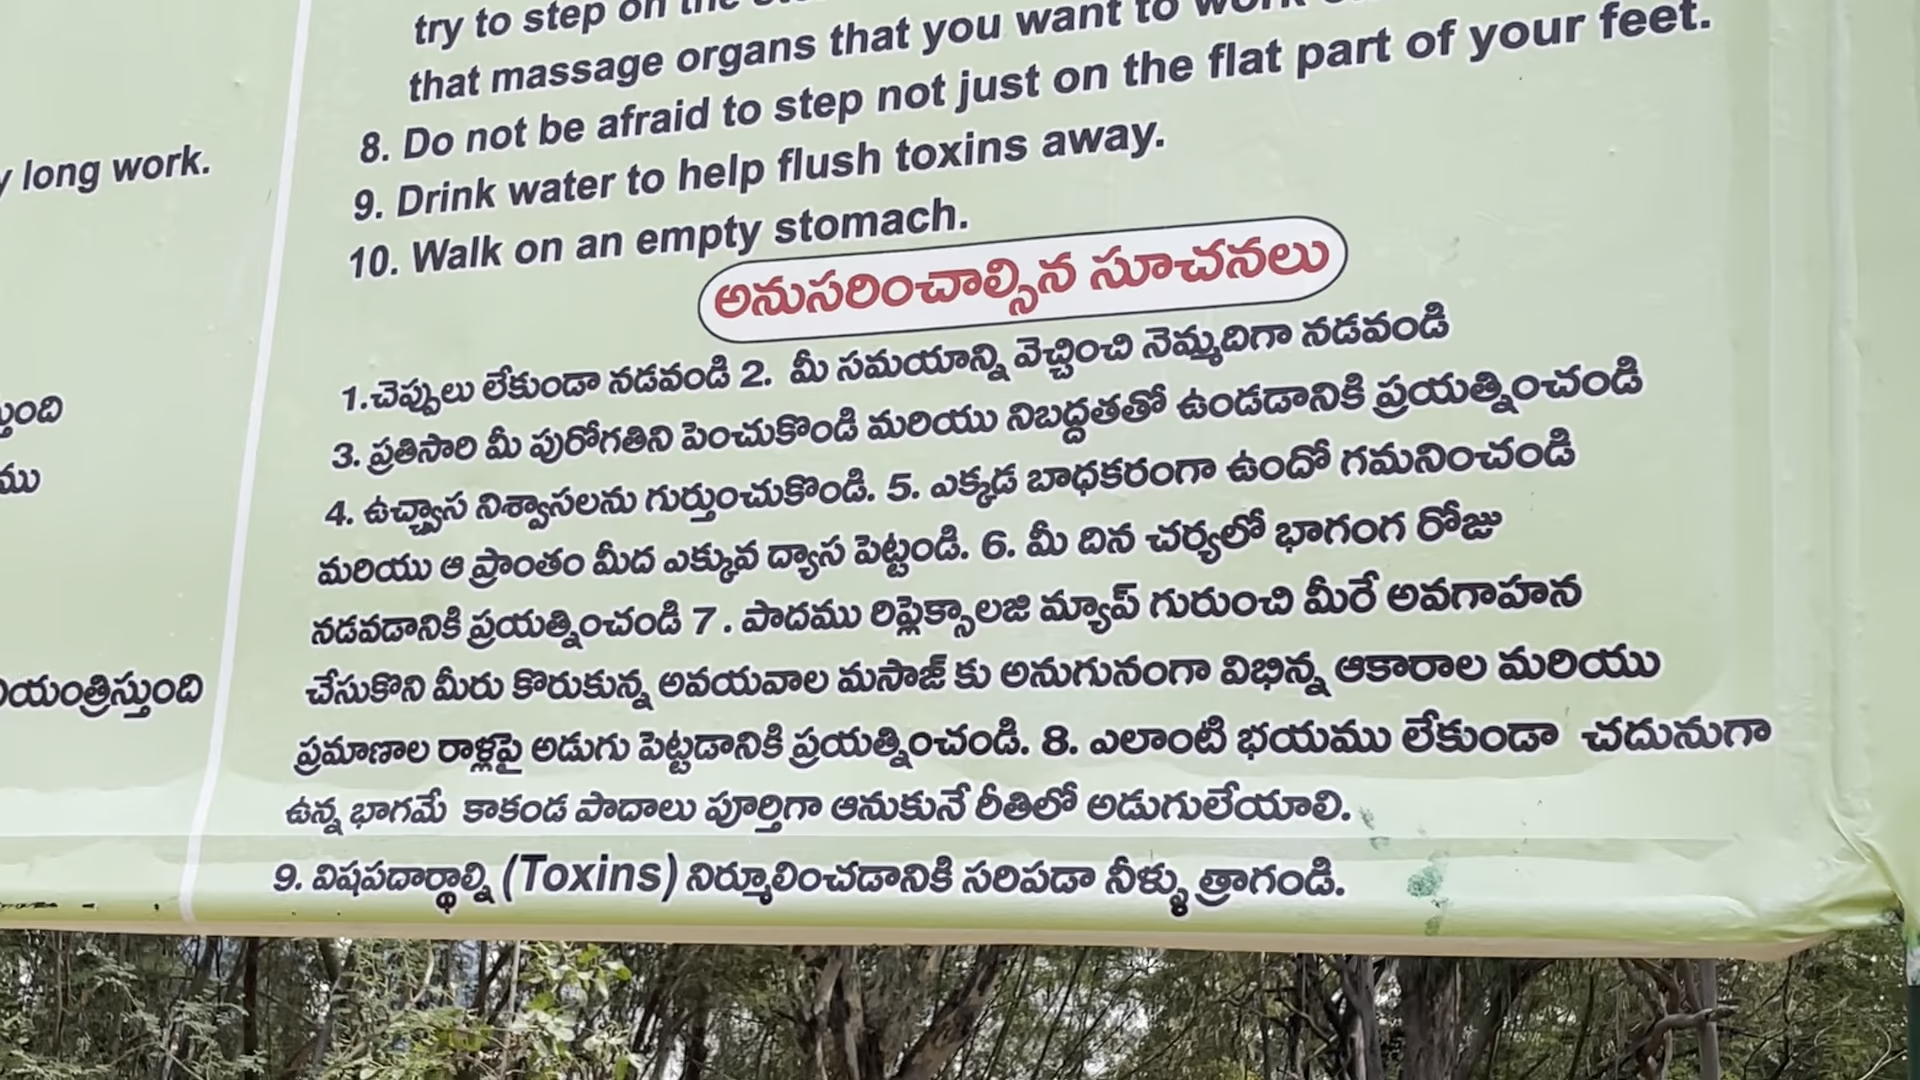 try to step on the
that massage organs that you want to work
8. Do not be afraid to step not just on the flat part of your feet.
9. Drink water to help flush toxins away.
10. Walk on an empty stomach.
long work.
అనుసరించాల్సిన సూచనలు
1.చెప్పులు లేకుండా నడవండి 2. మీ సమయాన్ని వెచ్చించి నెమ్మదిగా నడవండి
3. ప్రతిసారి మీ పురోగతిని పెంచుకొండి మరియు నిబద్దతతో ఉండడానికి ప్రయత్నించండి
4. ఉచ్ఛ్వాస నిశ్వాసలను గుర్తుంచుకొండి. 5. ఎక్కడ బాధకరంగా ఉందో గమనించండి
మరియు ఆ ప్రాంతం మీద ఎక్కువ ద్యాస పెట్టండి. 6. మీ దిన చర్యలో భాగంగ రోజు
నడవడానికి ప్రయత్నించండి 7 . పాదము రిఫ్లెక్సాలజి మ్యాప్ గురుంచి మీరే అవగాహన
చేసుకొని మీరు కొరుకున్న అవయవాల మసాజ్ కు అనుగునంగా విభిన్న ఆకారాల మరియు
ప్రమాణాల రాళ్లపై అడుగు పెట్టడానికి ప్రయత్నించండి. 8. ఎలాంటి భయము లేకుండా చదునుగా
ఉన్న భాగమే కాకండ పాదాలు పూర్తిగా ఆనుకునే రీతిలో అడుగులేయాలి.
9. విషపదార్థాల్ని (Toxins) నిర్మూలించడానికి సరిపడా నీళ్ళు త్రాగండి.